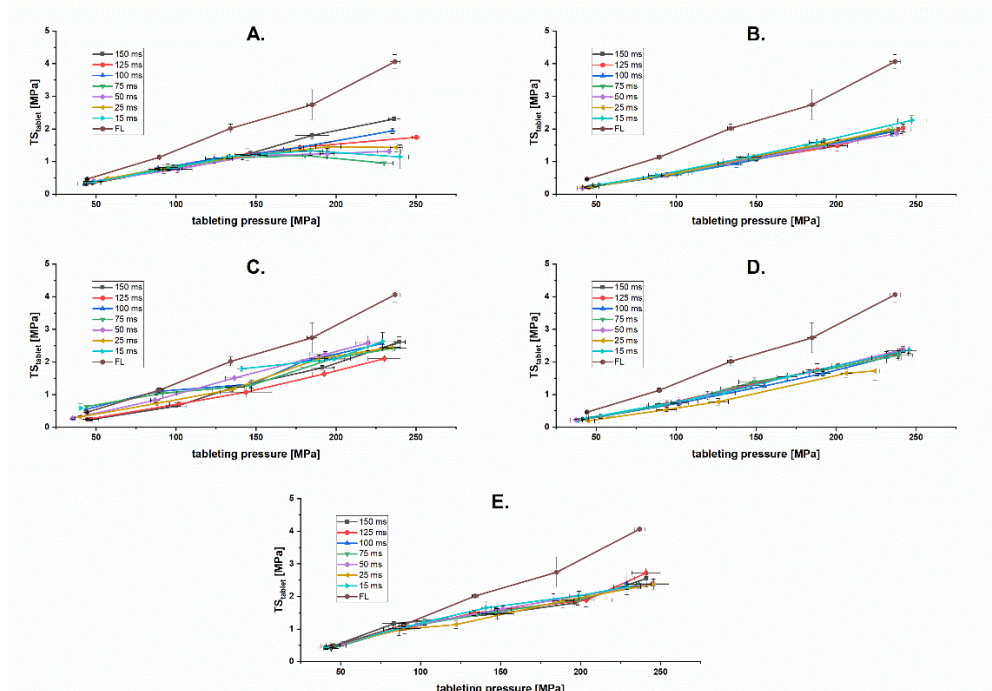 A.
150 ms
125 ms
100 ms
75 ms
50 ms
25 ms
15 ms
FL
5
4
3
2
1
0
TS_tablet [MPa]
50 100 150 200 250
tableting pressure [MPa]
B.
150 ms
125 ms
100 ms
75 ms
50 ms
25 ms
15 ms
FL
5
4
3
2
1
0
TS_tablet [MPa]
50 100 150 200 250
tableting pressure [MPa]
C.
150 ms
125 ms
100 ms
75 ms
50 ms
25 ms
15 ms
FL
5
4
3
2
1
0
TS_Tablet [MPa]
50 100 150 200 250
tableting pressure [MPa]
D.
150 ms
125 ms
100 ms
75 ms
50 ms
25 ms
15 ms
FL
5
4
3
2
1
0
TS_Tablet [MPa]
50 100 150 200 250
tableting pressure [MPa]
E.
150 ms
125 ms
100 ms
75 ms
50 ms
25 ms
15 ms
FL
5
4
3
2
1
0
TS_tablet [MPa]
50 100 150 200 250
tableting pressure [MPa]